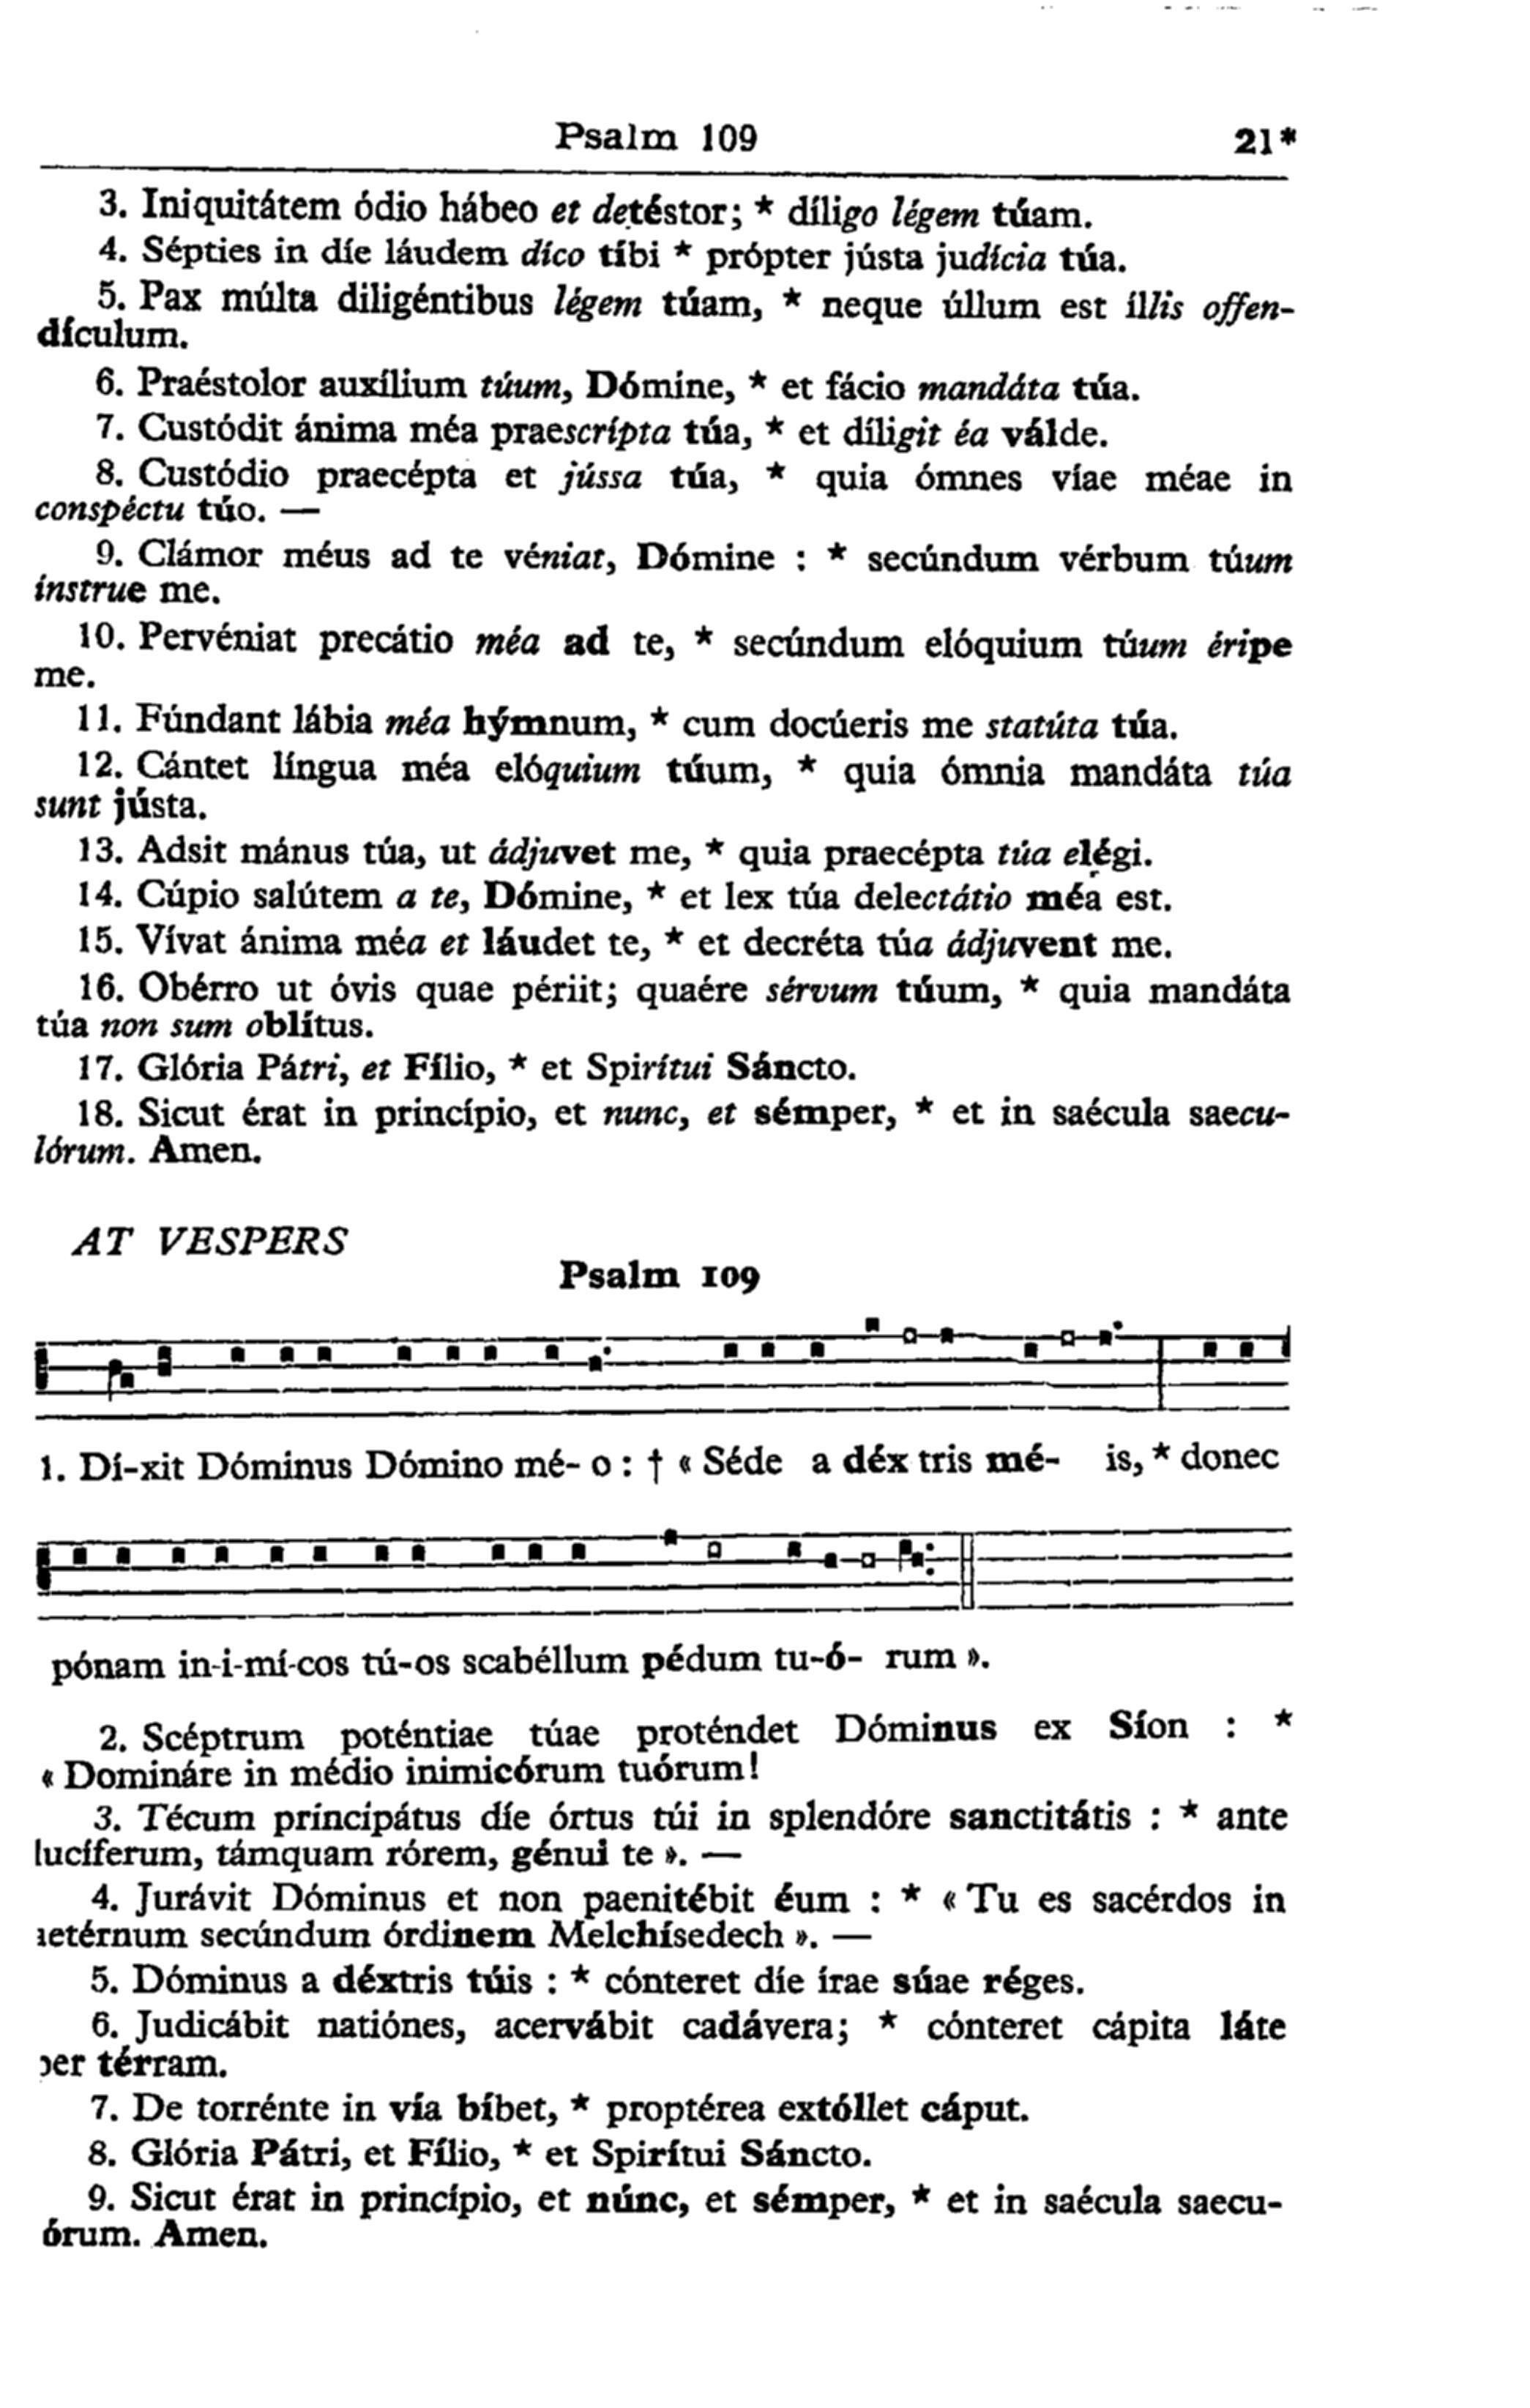 Psalm 109 21*
3. Iniquitátem ódio hábeo et detéstor; * díligo légem túam.
4. Sépties in díe láudem díco tíbi * própter jústa judícia túa.
5. Pax múlta diligéntibus légem túam, * neque úllum est íllis offen-
dículum.
6. Praéstolor auxílium túum, Dómine, * et fácio mandáta túa.
7. Custódit ánima méa praescrípta túa, * et díligit éa válde.
8. Custódio praecépta et jússa túa, * quia ómnes víae méae in
conspéctu túo. —
9. Clámor méus ad te véniat, Dómine : * secúndum vérbum túum
ínstrue me.
10. Pervéniat precátio méa ad te, * secúndum elóquium túum éripe
me.
11. Fúndant lábia méa hýmnum, * cum docúeris me statúta túa.
12. Cántet língua méa elóquium túum, * quia ómnia mandáta túa
sunt jústa.
13. Adsit mánus túa, ut ádjuvet me, * quia praecépta túa elégi.
14. Cúpio salútem a te, Dómine, * et lex túa delectátio méa est.
15. Vívat ánima méa et láudet te, * et decréta túa ádjuvent me.
16. Obérro ut óvis quae périit; quaére sérvum túum, * quia mandáta
túa non sum oblítus.
17. Glória Pátri, et Fílio, * et Spirítui Sáncto.
18. Sicut érat in princípio, et nunc, et sémper, * et in saécula saecu-
lórum. Amen.
AT VESPERS
Psalm 109
1. Dí-xit Dóminus Dómino mé- o : † « Séde a déx tris mé- is, * donec
pónam in-i-mí-cos tú-os scabéllum pédum tu-ó- rum ».
2. Scéptrum poténtiae túae proténdet Dóminus ex Síon : *
« Domináre in médio inimicórum tuórum!
3. Técum principátus díe órtus túi in splendóre sanctitátis : * ante
lucíferum, támquam rórem, génui te ». —
4. Jurávit Dóminus et non paenitébit éum : * « Tu es sacérdos in
aetérnum secúndum órdinem Melchísedech ». —
5. Dóminus a déxtris túis : * cónteret díe írae súae réges.
6. Judicábit natiónes, acervábit cadávera; * cónteret cápita láte
per térram.
7. De torrénte in vía bíbet, * proptérea extóllet cáput.
8. Glória Pátri, et Fílio, * et Spirítui Sáncto.
9. Sicut érat in princípio, et núnc, et sémper, * et in saécula saecu-
órum. Amen.